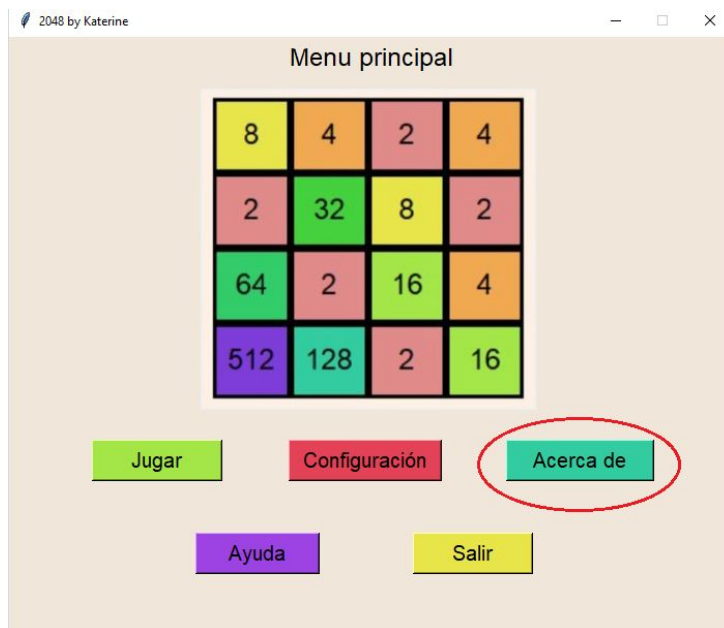 2048 by Katerine
Menu principal
8 4 2 4
2 32 8 2
64 2 16 4
512 128 2 16
Jugar Configuración Acerca de
Ayuda Salir